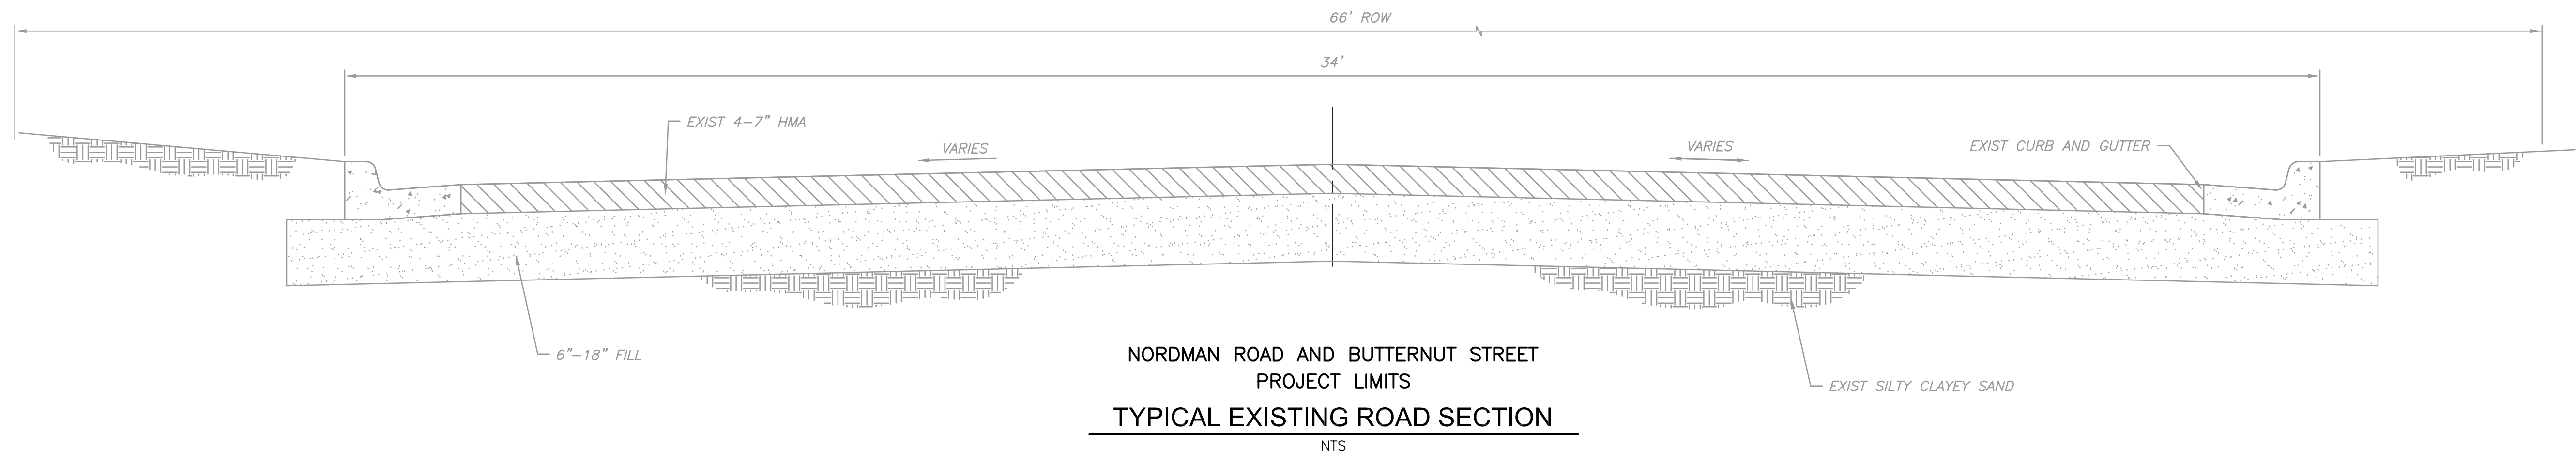 66' ROW
34'
EXIST 4-7" HMA
VARIES
VARIES
EXIST CURB AND GUTTER
6"-18" FILL
EXIST SILTY CLAYEY SAND
NORDMAN ROAD AND BUTTERNUT STREET
PROJECT LIMITS
TYPICAL EXISTING ROAD SECTION
NTS